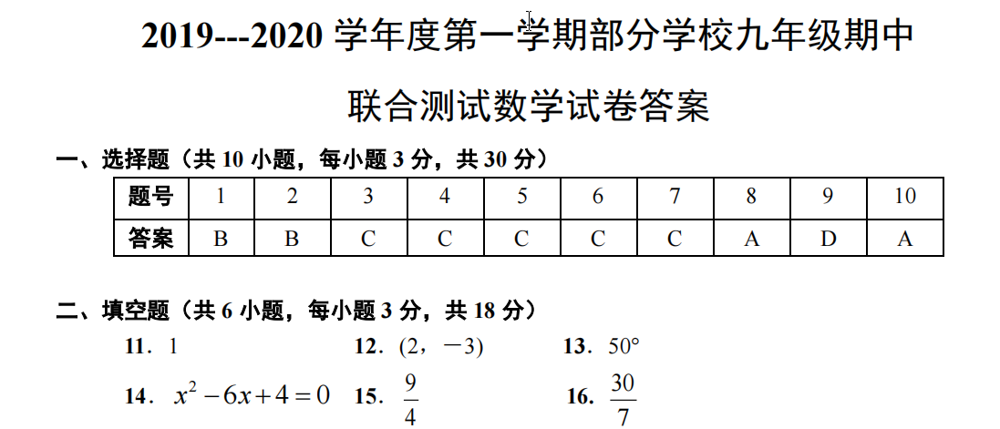 2019---2020 学年度第一学期部分学校九年级期中
联合测试数学试卷答案
一、选择题（共 10 小题，每小题 3 分，共 30 分）
题号 1 2 3 4 5 6 7 8 9 10
答案 B B C C C C C A D A
二、填空题（共 6 小题，每小题 3 分，共 18 分）
11．1 12．(2，－3) 13．50°
14． x² －6x+4=0 15． 9/4 16. 30/7